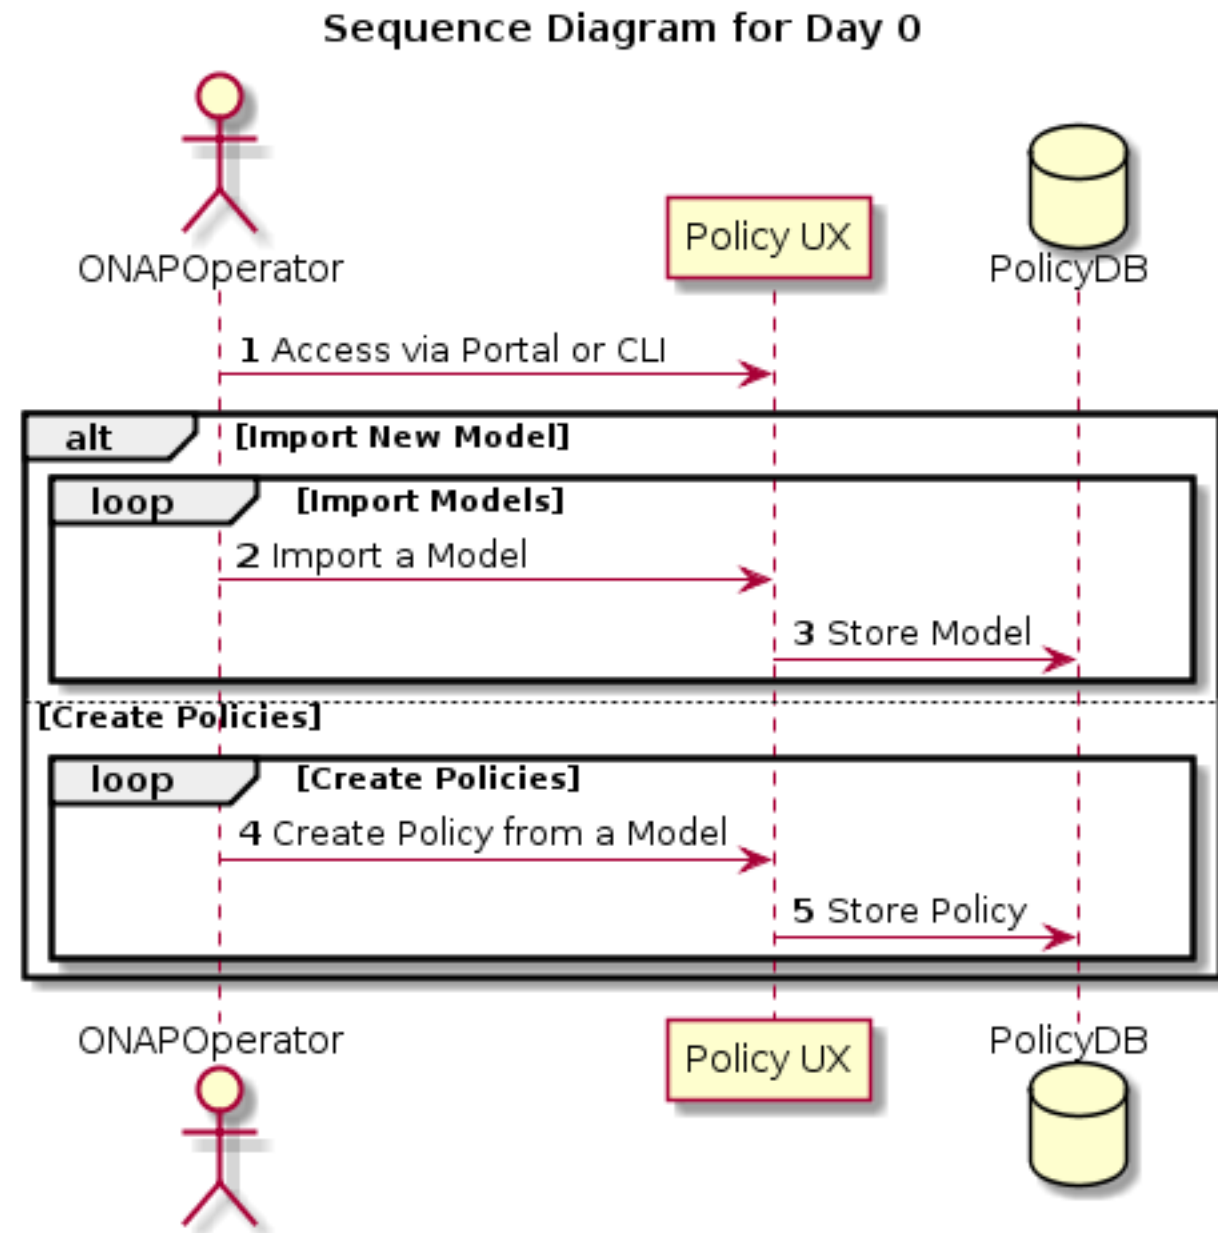 Sequence Diagram for Day 0
ONAPOperator
Policy UX
PolicyDB
1 Access via Portal or CLI
alt [Import New Model]
loop [Import Models]
2 Import a Model
3 Store Model
[Create Policies]
loop [Create Policies]
4 Create Policy from a Model
5 Store Policy
ONAPOperator
Policy UX
PolicyDB